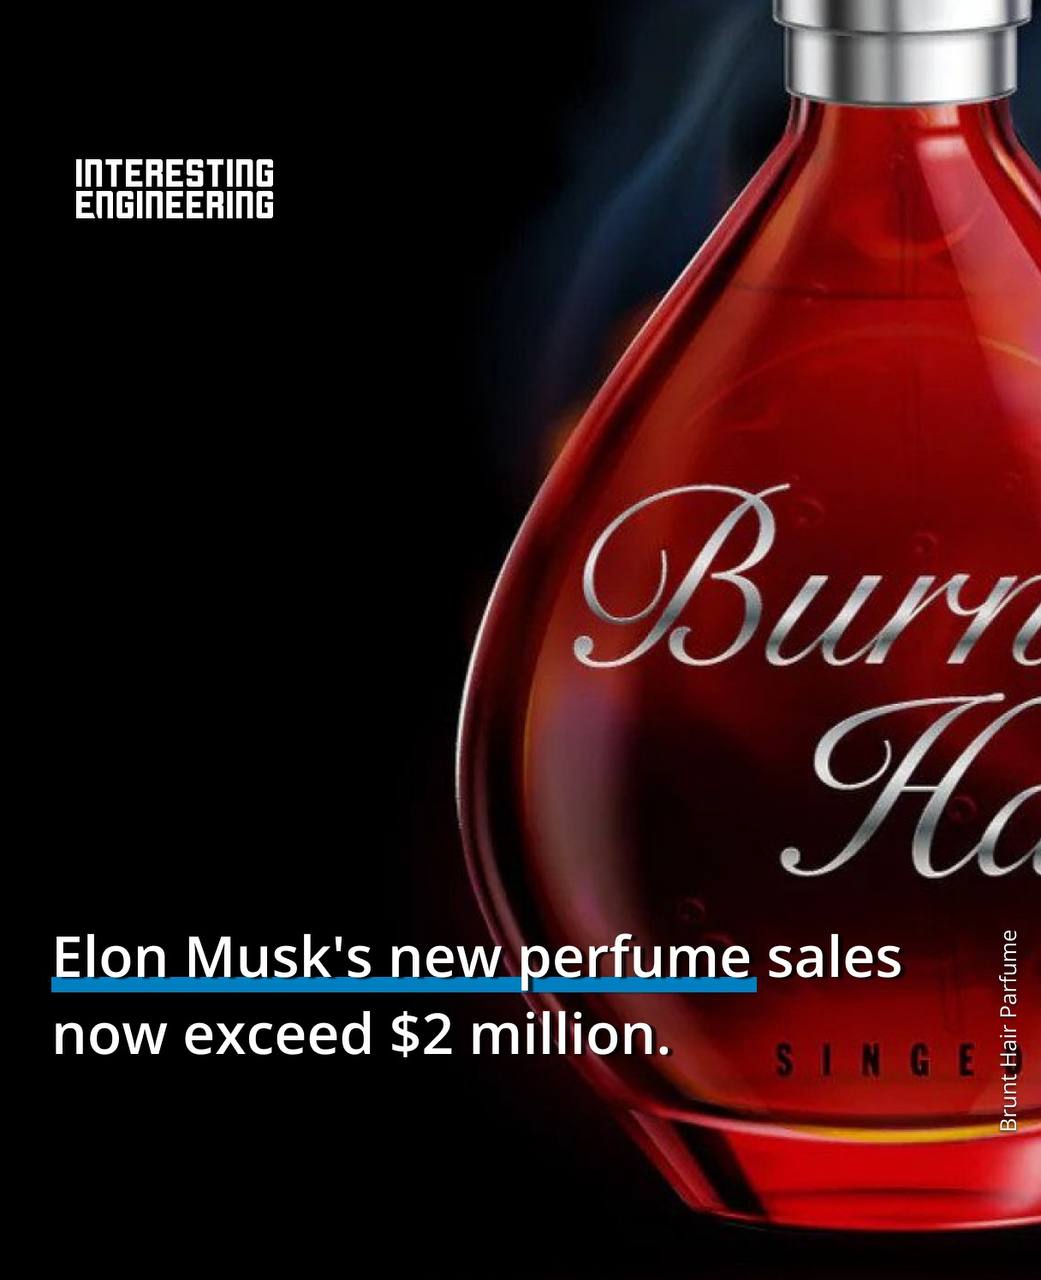 INTERESTING
ENGINEERING
Burn
Ha
Elon Musk's new perfume sales
now exceed $2 million.
SINGE
Brunt Hair Parfume